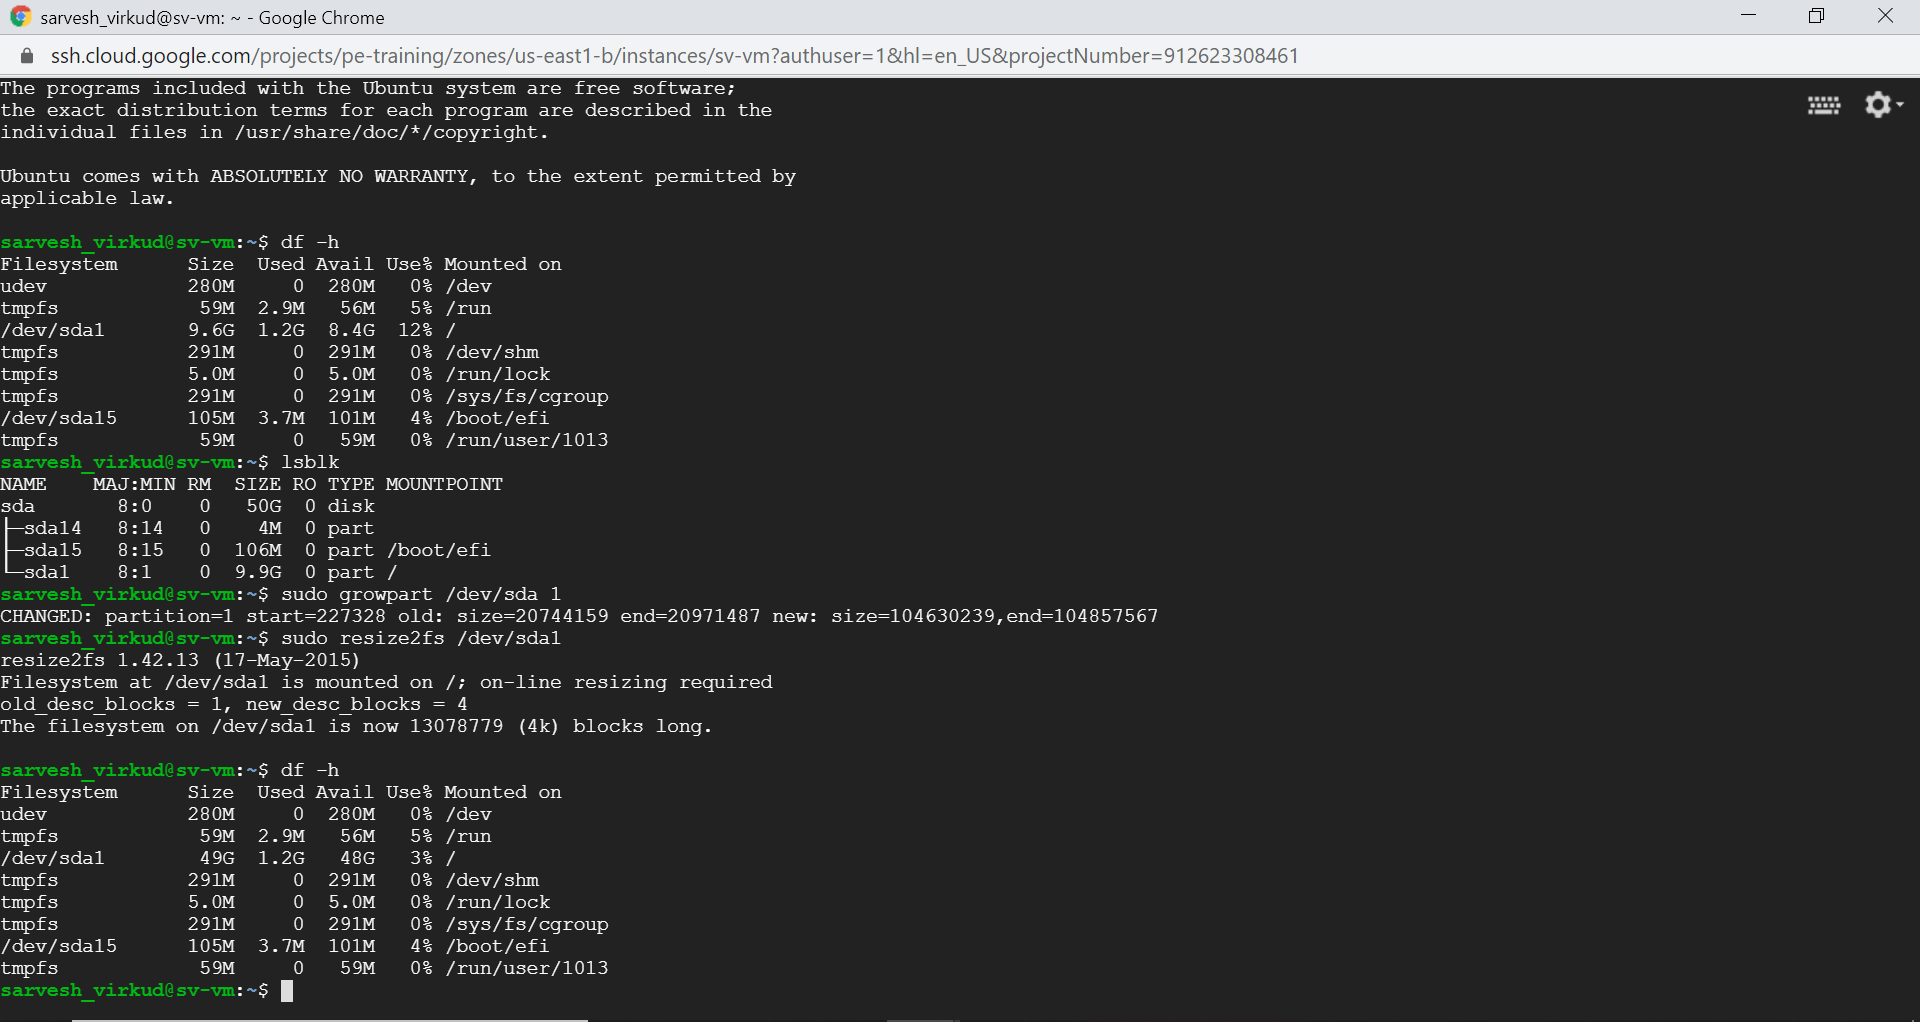 sarvesh_virkud@sv-vm: ~ - Google Chrome
ssh.cloud.google.com/projects/pe-training/zones/us-east1-b/instances/sv-vm?authuser=1&hl=en_US&projectNumber=912623308461
The programs included with the Ubuntu system are free software;
the exact distribution terms for each program are described in the
individual files in /usr/share/doc/*/copyright.

Ubuntu comes with ABSOLUTELY NO WARRANTY, to the extent permitted by
applicable law.

sarvesh_virkud@sv-vm:~$ df -h
Filesystem      Size  Used Avail Use% Mounted on
udev            280M     0  280M   0% /dev
tmpfs            59M  2.9M   56M   5% /run
/dev/sda1       9.6G  1.2G  8.4G  12% /
tmpfs           291M     0  291M   0% /dev/shm
tmpfs           5.0M     0  5.0M   0% /run/lock
tmpfs           291M     0  291M   0% /sys/fs/cgroup
/dev/sda15      105M  3.7M  101M   4% /boot/efi
tmpfs            59M     0   59M   0% /run/user/1013
sarvesh_virkud@sv-vm:~$ lsblk
NAME    MAJ:MIN RM  SIZE RO TYPE MOUNTPOINT
sda       8:0    0   50G  0 disk
├─sda14   8:14   0    4M  0 part
├─sda15   8:15   0  106M  0 part /boot/efi
└─sda1    8:1    0  9.9G  0 part /
sarvesh_virkud@sv-vm:~$ sudo growpart /dev/sda 1
CHANGED: partition=1 start=227328 old: size=20744159 end=20971487 new: size=104630239,end=104857567
sarvesh_virkud@sv-vm:~$ sudo resize2fs /dev/sda1
resize2fs 1.42.13 (17-May-2015)
Filesystem at /dev/sda1 is mounted on /; on-line resizing required
old_desc_blocks = 1, new_desc_blocks = 4
The filesystem on /dev/sda1 is now 13078779 (4k) blocks long.

sarvesh_virkud@sv-vm:~$ df -h
Filesystem      Size  Used Avail Use% Mounted on
udev            280M     0  280M   0% /dev
tmpfs            59M  2.9M   56M   5% /run
/dev/sda1        49G  1.2G   48G   3% /
tmpfs           291M     0  291M   0% /dev/shm
tmpfs           5.0M     0  5.0M   0% /run/lock
tmpfs           291M     0  291M   0% /sys/fs/cgroup
/dev/sda15      105M  3.7M  101M   4% /boot/efi
tmpfs            59M     0   59M   0% /run/user/1013
sarvesh_virkud@sv-vm:~$